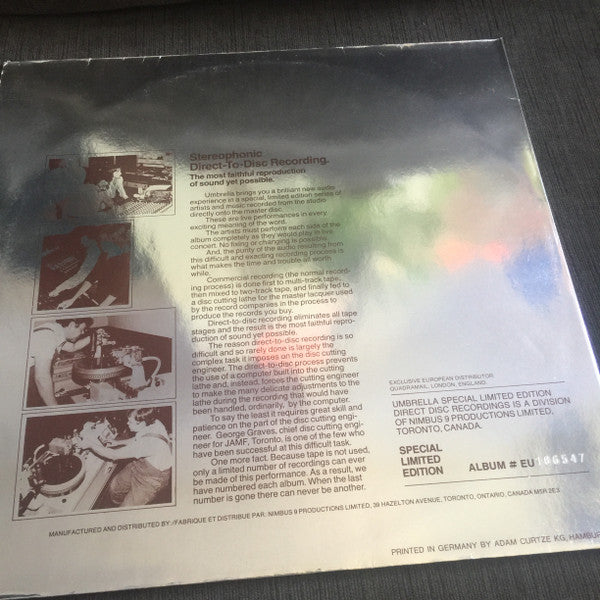 Stereophonic
Direct-To-Disc Recording.
The most faithful reproduction
of sound yet possible.
Umbrella brings you a brilliant new audio
experience in a special, limited edition series of
artists and music recorded from the studio
directly onto the master disc.
These are live performances in every
exciting meaning of the word.
The artists must perform each side of the
album completely as they would play in live
concert. No fixing or changing is possible.
And, the purity of the audio resulting from
this difficult and exacting recording process is
what makes the time and trouble all worth
while.
Commercial recording (the normal record-
ing process) is done first to multi-track tape,
then mixed to two-track tape, and finally fed to
a disc cutting lathe for the master lacquer used
by the record companies in the process to
produce the records you buy.
Direct-to-disc recording eliminates all tape
stages and the result is the most faithful repro-
duction of sound yet possible.
The reason direct-to-disc recording is so
difficult and so rarely done is largely the
complex task it imposes on the disc cutting
engineer. The direct-to-disc process prevents
the use of a computer built into the cutting
lathe and, instead, forces the cutting engineer
to make the many delicate adjustments to the
lathe during the recording that would have
been handled, ordinarily, by the computer.
To say the least it requires great skill and
patience on the part of the disc cutting engi-
neer. George Graves, chief disc cutting engi-
neer for JAMF, Toronto, is one of the few who
have been successful at this difficult task.
One more fact. Because tape is not used,
only a limited number of recordings can ever
be made of this performance. As a result, we
have numbered each album. When the last
number is gone there can never be another.
EXCLUSIVE EUROPEAN DISTRIBUTOR
QUADRAMAIL, LONDON, ENGLAND.
UMBRELLA SPECIAL LIMITED EDITION
DIRECT DISC RECORDINGS IS A DIVISION
OF NIMBUS 9 PRODUCTIONS LIMITED,
TORONTO, CANADA.
SPECIAL
LIMITED
EDITION
ALBUM # EU 166547
MANUFACTURED AND DISTRIBUTED BY:/FABRIQUE ET DISTRIBUE PAR: NIMBUS 9 PRODUCTIONS LIMITED, 39 HAZELTON AVENUE, TORONTO, ONTARIO, CANADA M5R 2E3.
PRINTED IN GERMANY BY ADAM CURTZE KG, HAMBUR